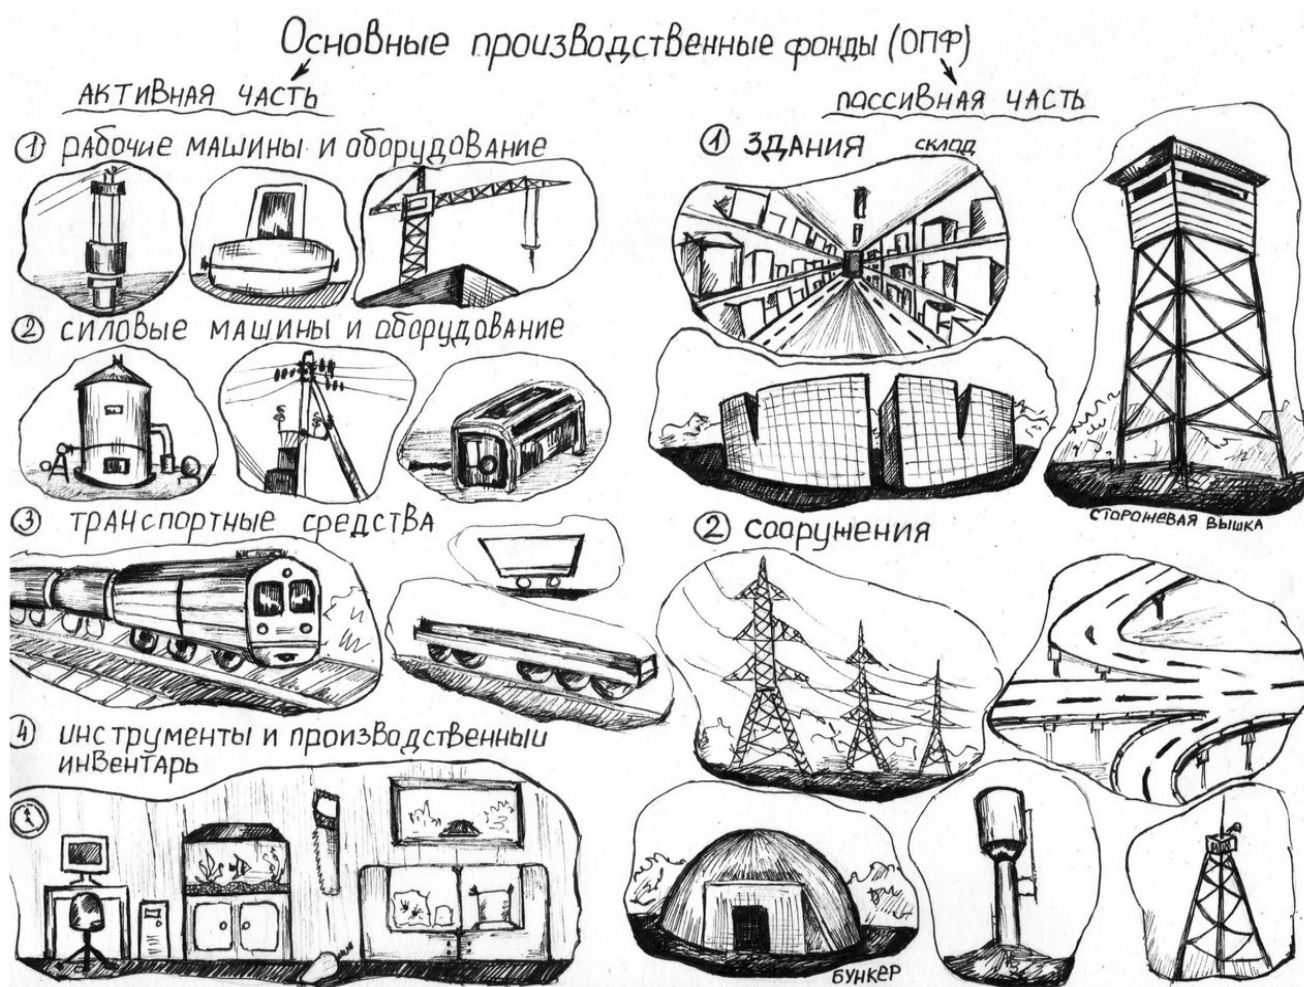 Основные производственные фонды (ОПФ)
активная часть
1 рабочие машины и оборудование
2 силовые машины и оборудование
3 транспортные средства
4 инструменты и производственный
инвентарь
пассивная часть
1 здания склад
сторожевая вышка
2 сооружения
бункер